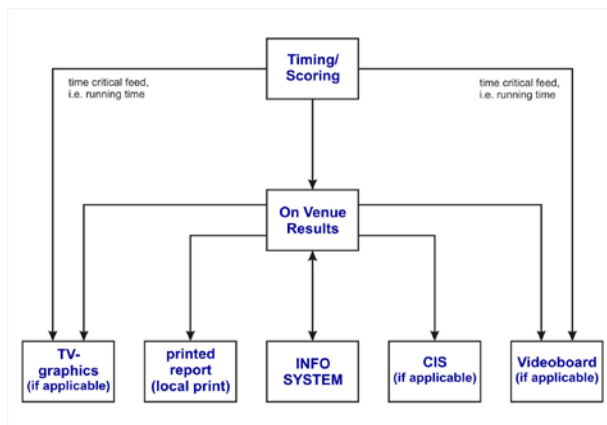 Timing/
Scoring
time critical feed,
i.e. running time
time critical feed,
i.e. running time
On Venue
Results
TV-
graphics
(if applicable)
printed
report
(local print)
INFO
SYSTEM
CIS
(if applicable)
Videoboard
(if applicable)